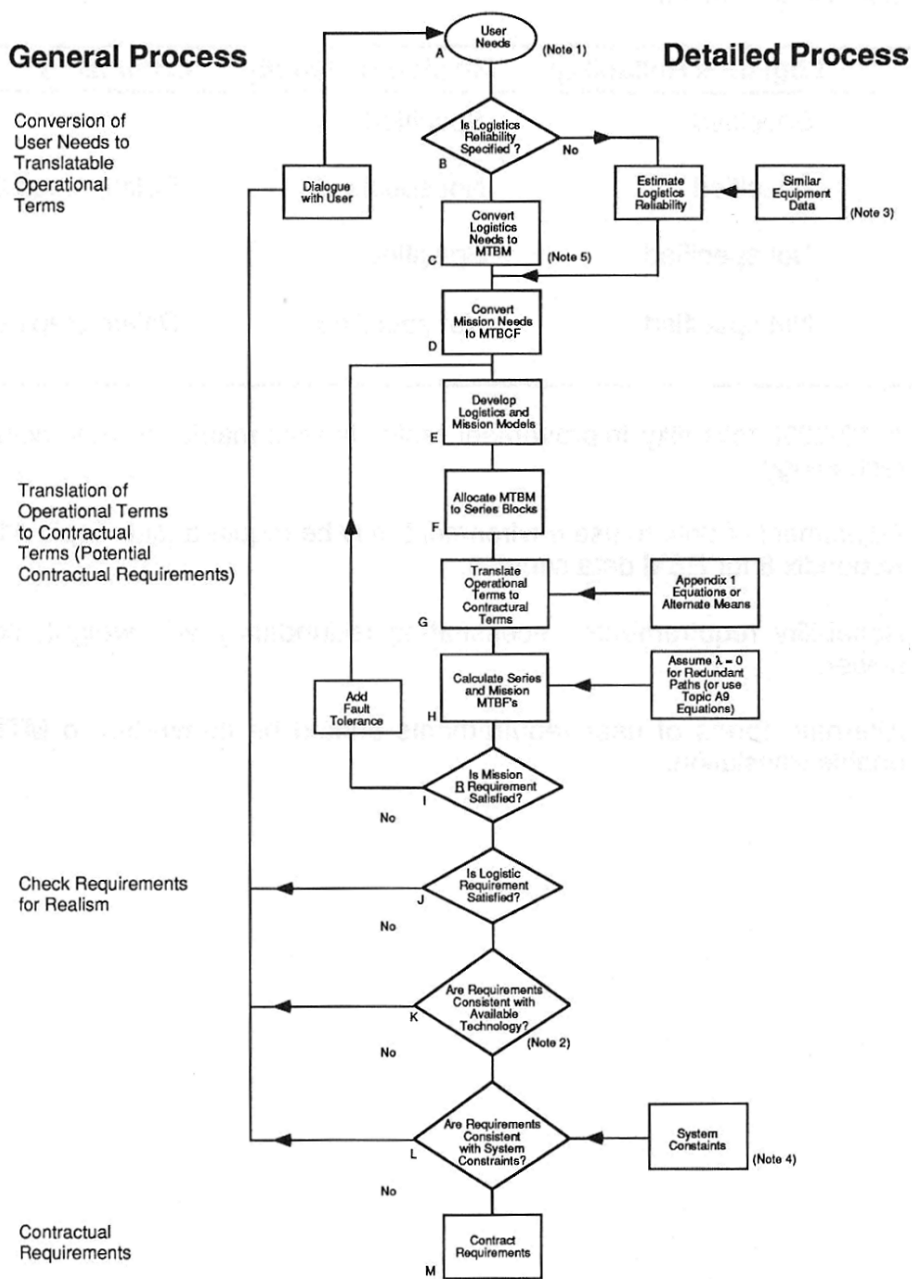 General Process
Detailed Process
User
Needs
A
(Note 1)
Conversion of
User Needs to
Translatable
Operational
Terms
Dialogue
with User
Is Logistics
Reliability
Specified ?
B
No
Estimate
Logistics
Reliability
Similar
Equipment
Data
(Note 3)
Convert
Logistics
Needs to
MTBM
C
(Note 5)
Convert
Mission Needs
to MTBCF
D
Develop
Logistics and
Mission Models
E
Translation of
Operational Terms
to Contractual
Terms (Potential
Contractual Requirements)
Allocate MTBM
to Series Blocks
F
Translate
Operational
Terms to
Contractural
Terms
G
Appendix 1
Equations or
Alternate Means
Calculate Series
and Mission
MTBF's
H
Assume λ = 0
for Redundant
Paths (or use
Topic A9
Equations)
Add
Fault
Tolerance
Is Mission
R Requirement
Satisfied?
I
No
Check Requirements
for Realism
Is Logistic
Requirement
Satisfied?
J
No
Are Requirements
Consistent with
Available
Technology?
K
(Note 2)
No
Are Requirements
Consistent
with System
Constraints?
L
System
Constaints
(Note 4)
No
Contractual
Requirements
Contract
Requirements
M